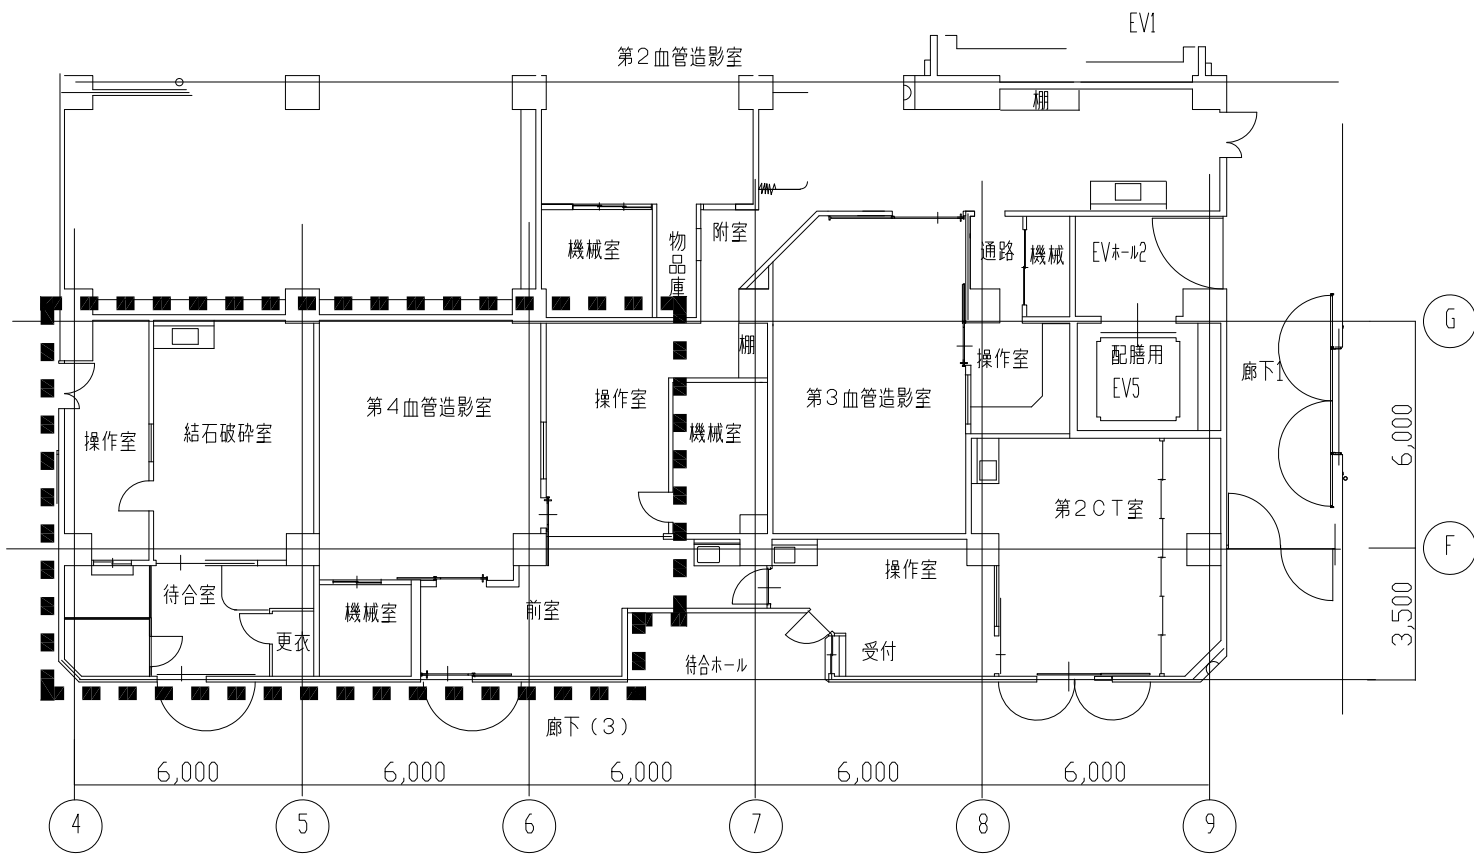 EV1
第２血管造影室
棚
機械室
物品庫
附室
通路
機械
EVホール2
G
操作室
結石破砕室
第４血管造影室
操作室
棚
機械室
第３血管造影室
操作室
配膳用
EV5
廊下1
6,000
第２ＣＴ室
F
待合室
更衣
機械室
前室
操作室
受付
待合ホール
3,500
廊下（３）
6,000
6,000
6,000
6,000
6,000
4
5
6
7
8
9